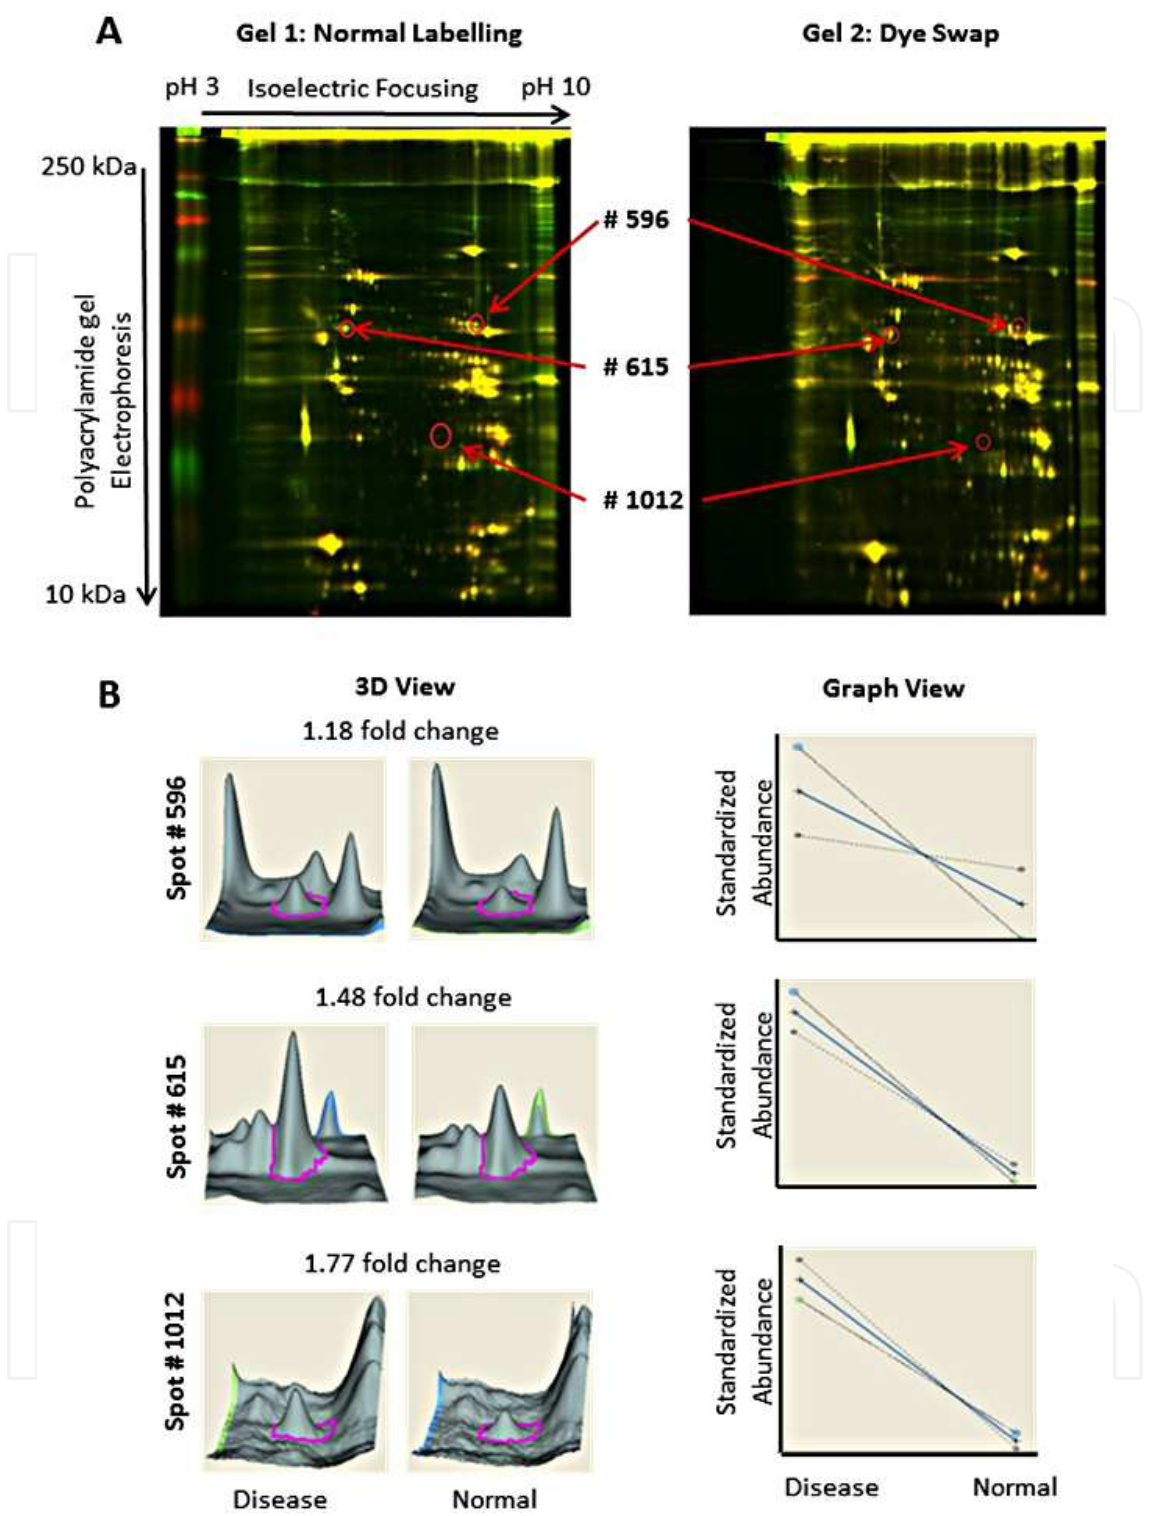 A
Gel 1: Normal Labelling
Gel 2: Dye Swap
pH 3
Isoelectric Focusing
pH 10
250 kDa
# 596
Polyacrylamide gel
Electrophoresis
# 615
# 1012
10 kDa
B
3D View
Graph View
1.18 fold change
Spot # 596
Standardized
Abundance
1.48 fold change
Spot # 615
Standardized
Abundance
1.77 fold change
Spot # 1012
Standardized
Abundance
Disease
Normal
Disease
Normal